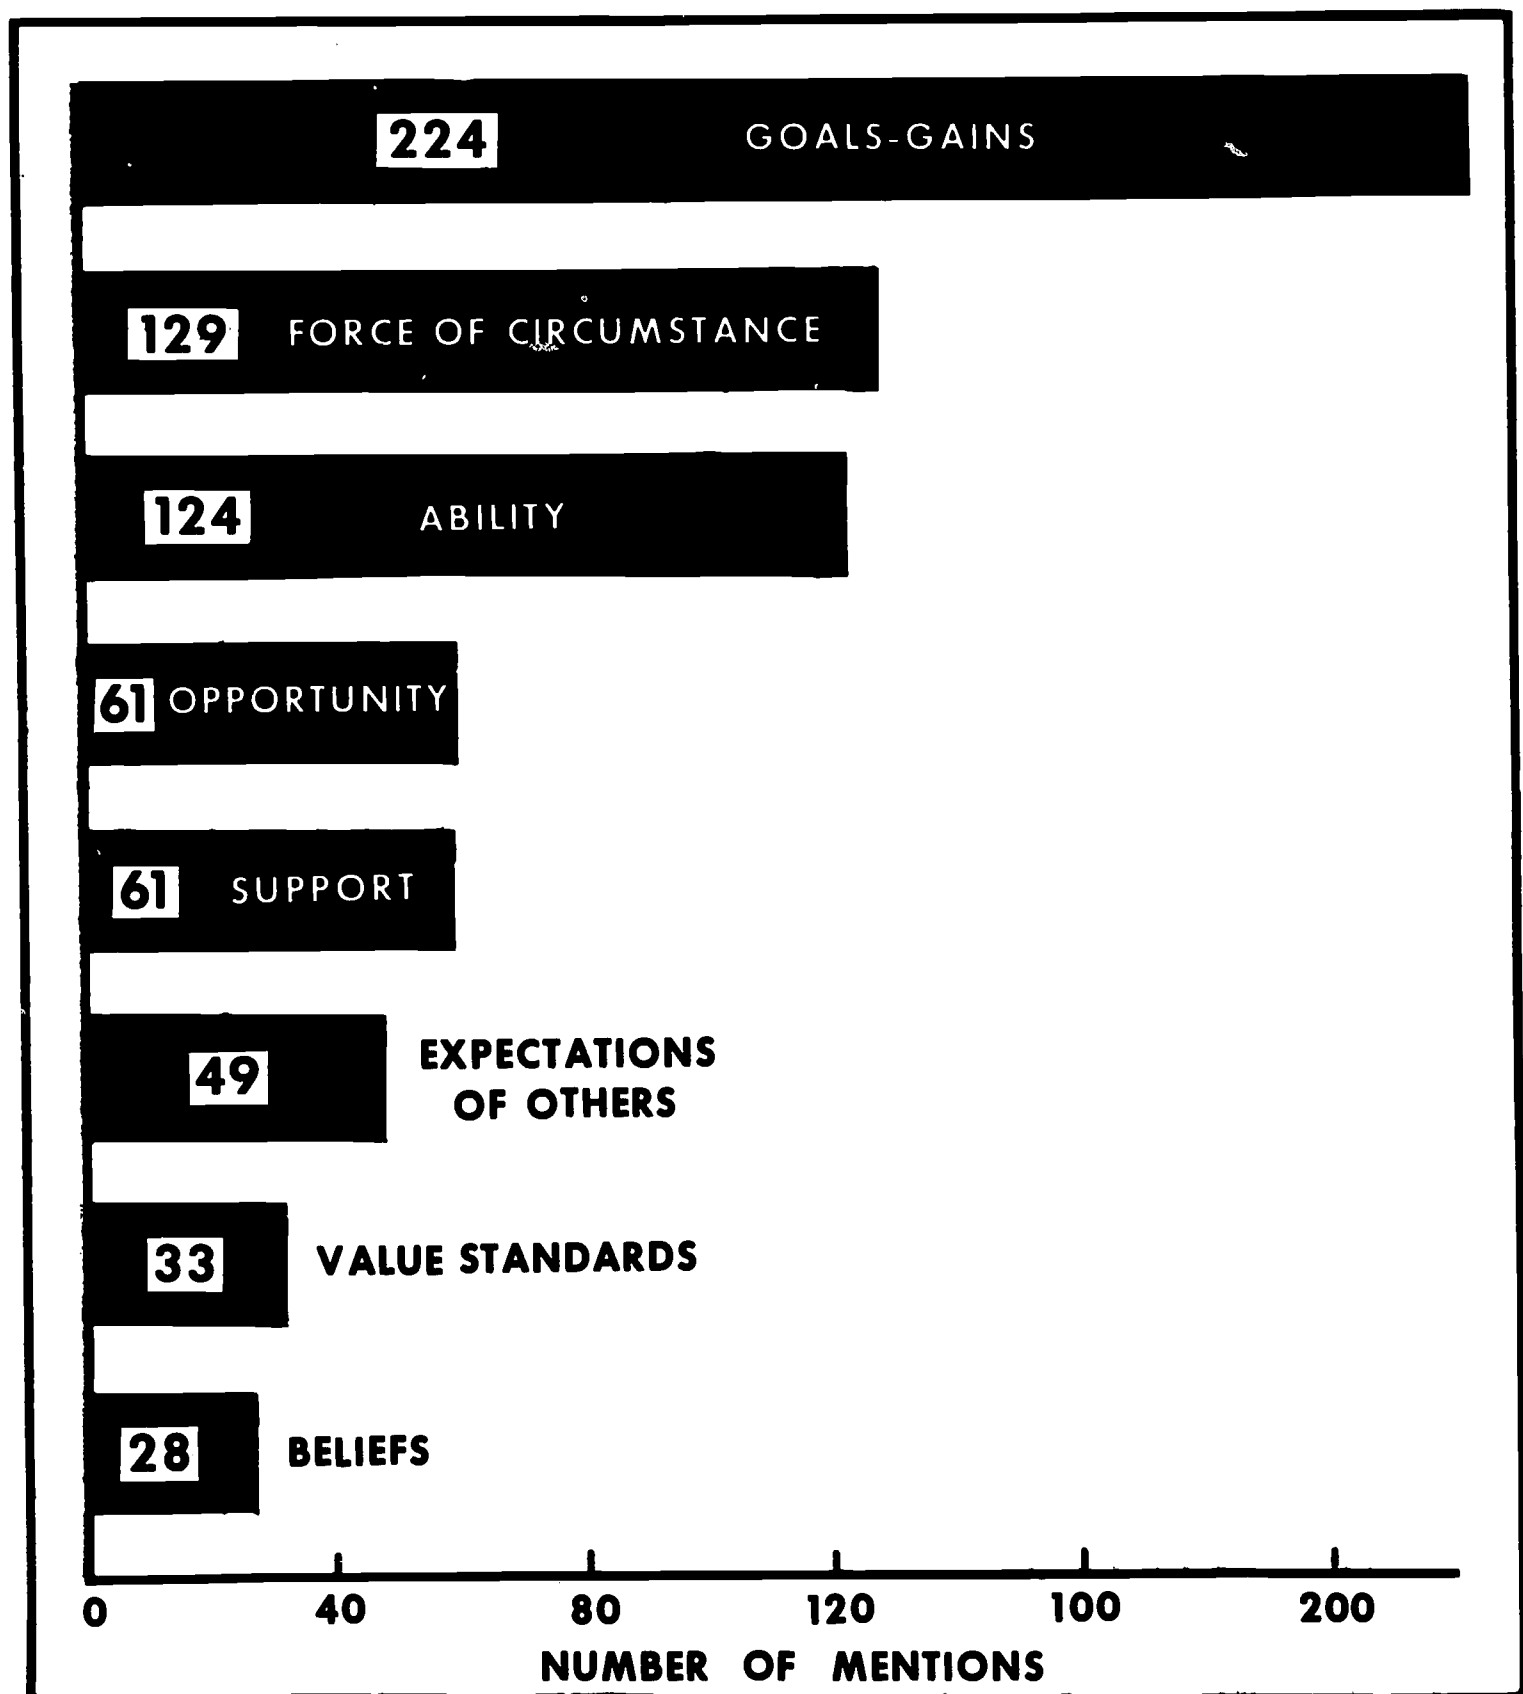 224 GOALS-GAINS
129 FORCE OF CIRCUMSTANCE
124 ABILITY
61 OPPORTUNITY
61 SUPPORT
49 EXPECTATIONS
OF OTHERS
33 VALUE STANDARDS
28 BELIEFS
0 40 80 120 100 200
NUMBER OF MENTIONS